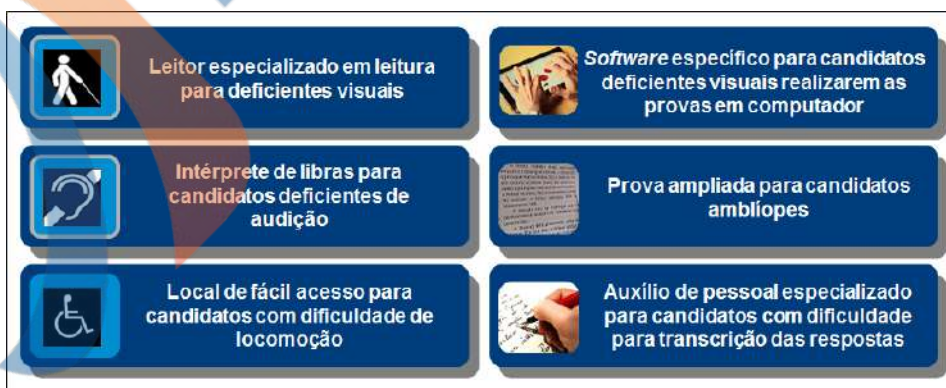 Leitor especializado em leitura
para deficientes visuais
Software específico para candidatos
deficientes visuais realizarem as
provas em computador
Intérprete de libras para
candidatos deficientes de
audição
Prova ampliada para candidatos
amblíopes
Local de fácil acesso para
candidatos com dificuldade de
locomoção
Auxílio de pessoal especializado
para candidatos com dificuldade
para transcrição das respostas